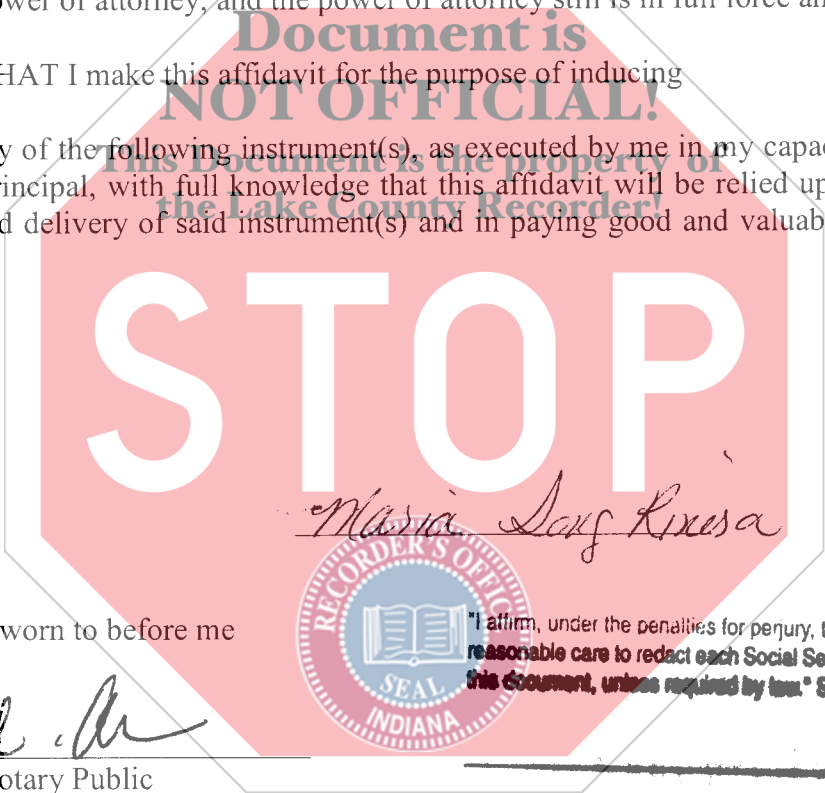 wer of attorney, and the power of attorney still is in full force an
Document is
HAT I make this affidavit for the purpose of inducing
NOT OFFICIAL!
y of the following instrument(s), as executed by me in my capac
This Document is the property of
rincipal, with full knowledge that this affidavit will be relied up
the Lake County Recorder!
d delivery of said instrument(s) and in paying good and valuab
STOP
Maria
RECORDER'S OFFIC
SEAL
INDIANA
worn to before me
"I affirm, under the penalties for perjury, t
reasonable care to redact each Social Se
this document, unless required by law." S
otary Public